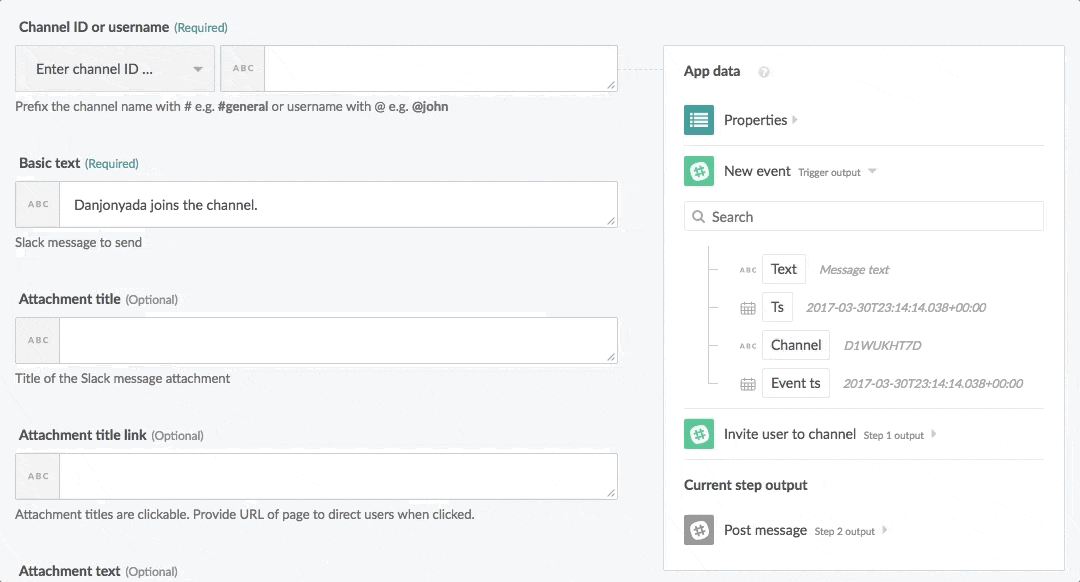 Channel ID or username (Required)
Enter channel ID ...
ABC
Prefix the channel name with # e.g. #general or username with @ e.g. @john
Basic text (Required)
ABC
Danjonyada joins the channel.
Slack message to send
Attachment title (Optional)
ABC
Title of the Slack message attachment
Attachment title link (Optional)
ABC
Attachment titles are clickable. Provide URL of page to direct users when clicked.
Attachment text (Optional)
App data ?
Properties
New event Trigger output
Search
ABC Text Message text
Ts 2017-03-30T23:14:14.038+00:00
ABC Channel D1WUKHT7D
Event ts 2017-03-30T23:14:14.038+00:00
Invite user to channel Step 1 output
Current step output
Post message Step 2 output